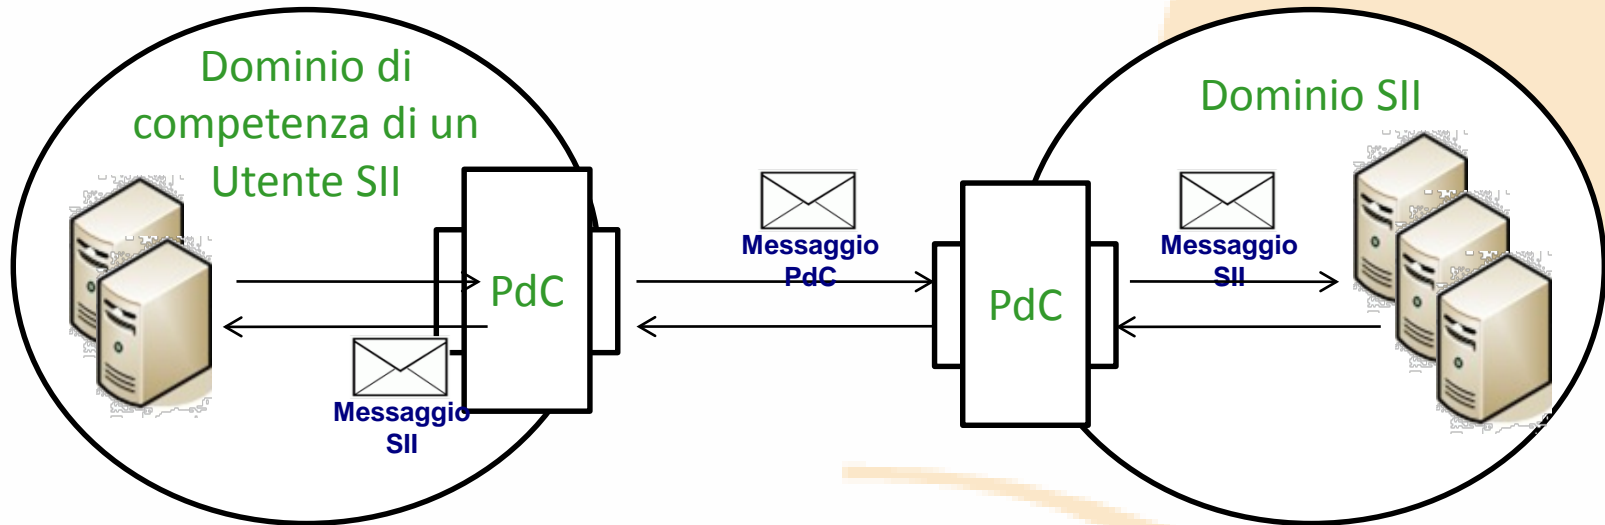 Dominio di
competenza di un
Utente SII
PdC
Messaggio
SII
Messaggio
PdC
PdC
Dominio SII
Messaggio
SII